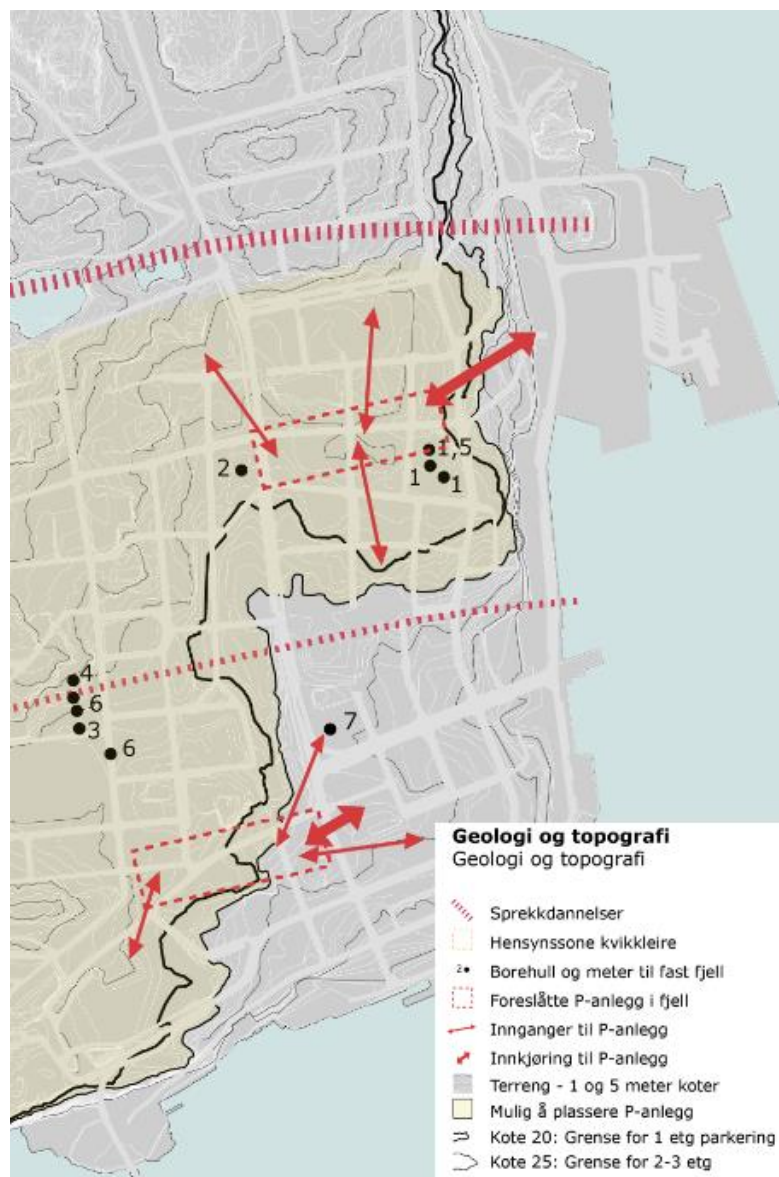 1,5
2
1
1
4
6
3
6
7
Geologi og topografi
Geologi og topografi
Sprekkdannelser
Hensynssone kvikkleire
2 Borehull og meter til fast fjell
Foreslåtte P-anlegg i fjell
Innganger til P-anlegg
Innkjøring til P-anlegg
Terreng - 1 og 5 meter koter
Mulig å plassere P-anlegg
Kote 20: Grense for 1 etg parkering
Kote 25: Grense for 2-3 etg